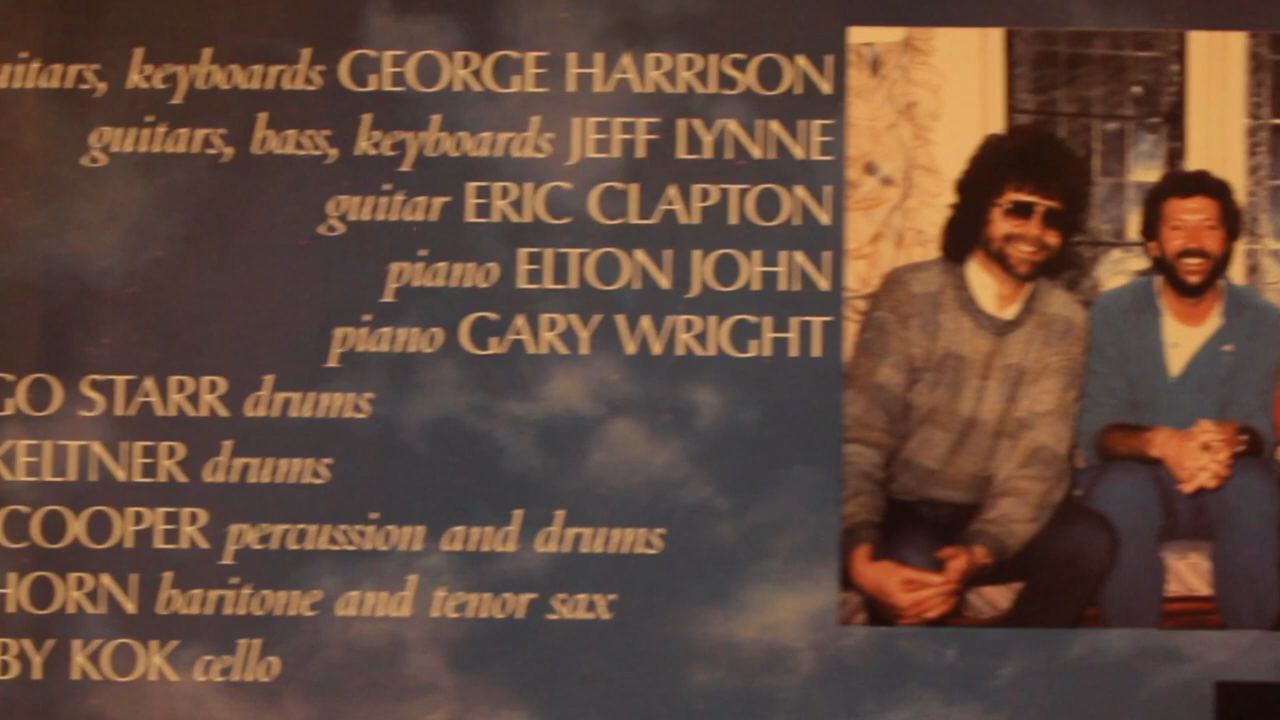 uitars, keyboards GEORGE HARRISON
guitars, bass, keyboards JEFF LYNNE
guitar ERIC CLAPTON
piano ELTON JOHN
piano GARY WRIGHT
GO STARR drums
KELTNER drums
COOPER percussion and drums
HORN baritone and tenor sax
BY KOK cello